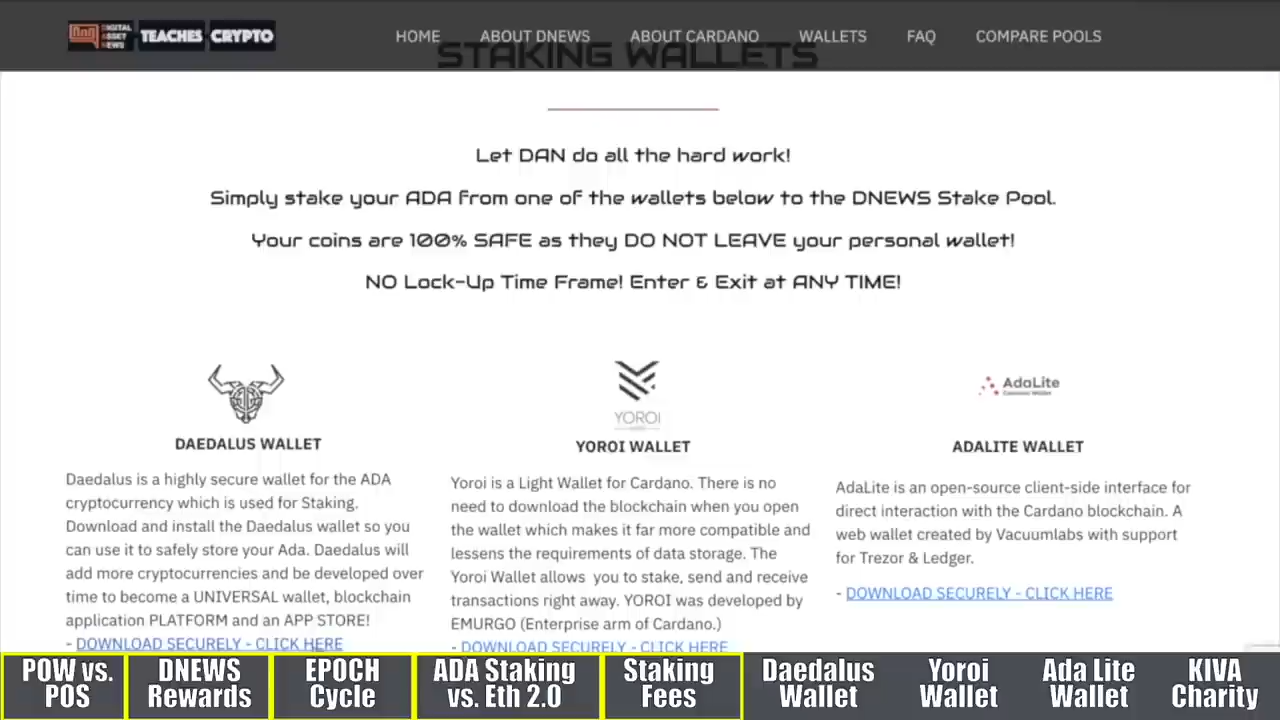 DIGITAL ASSET NEWS TEACHES CRYPTO
HOME ABOUT DNEWS ABOUT CARDANO WALLETS FAQ COMPARE POOLS
STAKING WALLETS
Let DAN do all the hard work!
Simply stake your ADA from one of the wallets below to the DNEWS Stake Pool.
Your coins are 100% SAFE as they DO NOT LEAVE your personal wallet!
NO Lock-Up Time Frame! Enter & Exit at ANY TIME!
DAEDALUS WALLET
Daedalus is a highly secure wallet for the ADA
cryptocurrency which is used for Staking.
Download and install the Daedalus wallet so you
can use it to safely store your Ada. Daedalus will
add more cryptocurrencies and be developed over
time to become a UNIVERSAL wallet, blockchain
application PLATFORM and an APP STORE!
- DOWNLOAD SECURELY - CLICK HERE
YOROI
YOROI WALLET
Yoroi is a Light Wallet for Cardano. There is no
need to download the blockchain when you open
the wallet which makes it far more compatible and
lessens the requirements of data storage. The
Yoroi Wallet allows you to stake, send and receive
transactions right away. YOROI was developed by
EMURGO (Enterprise arm of Cardano.)
- DOWNLOAD SECURELY - CLICK HERE
AdaLite
ADALITE WALLET
AdaLite is an open-source client-side interface for
direct interaction with the Cardano blockchain. A
web wallet created by Vacuumlabs with support
for Trezor & Ledger.
- DOWNLOAD SECURELY - CLICK HERE
POW vs.
POS
DNEWS
Rewards
EPOCH
Cycle
ADA Staking
vs. Eth 2.0
Staking
Fees
Daedalus
Wallet
Yoroi
Wallet
Ada Lite
Wallet
KIVA
Charity